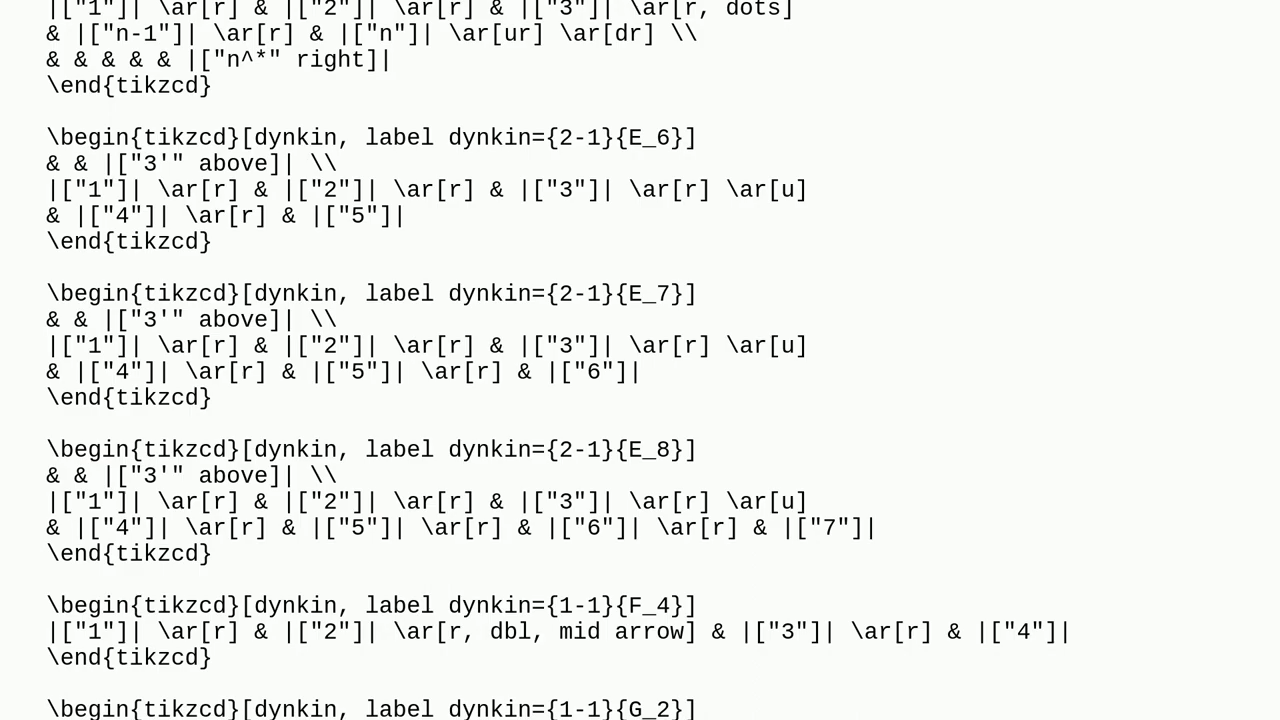 |["1"]| \ar[r] & |["2"]| \ar[r] & |["3"]| \ar[r, dots]
& |["n-1"]| \ar[r] & |["n"]| \ar[ur] \ar[dr] \\
& & & & & |["n^*" right]|
\end{tikzcd}

\begin{tikzcd}[dynkin, label dynkin={2-1}{E_6}]
& & |["3'" above]| \\
|["1"]| \ar[r] & |["2"]| \ar[r] & |["3"]| \ar[r] \ar[u]
& |["4"]| \ar[r] & |["5"]|
\end{tikzcd}

\begin{tikzcd}[dynkin, label dynkin={2-1}{E_7}]
& & |["3'" above]| \\
|["1"]| \ar[r] & |["2"]| \ar[r] & |["3"]| \ar[r] \ar[u]
& |["4"]| \ar[r] & |["5"]| \ar[r] & |["6"]|
\end{tikzcd}

\begin{tikzcd}[dynkin, label dynkin={2-1}{E_8}]
& & |["3'" above]| \\
|["1"]| \ar[r] & |["2"]| \ar[r] & |["3"]| \ar[r] \ar[u]
& |["4"]| \ar[r] & |["5"]| \ar[r] & |["6"]| \ar[r] & |["7"]|
\end{tikzcd}

\begin{tikzcd}[dynkin, label dynkin={1-1}{F_4}]
|["1"]| \ar[r] & |["2"]| \ar[r, dbl, mid arrow] & |["3"]| \ar[r] & |["4"]|
\end{tikzcd}

\begin{tikzcd}[dynkin, label dynkin={1-1}{G_2}]